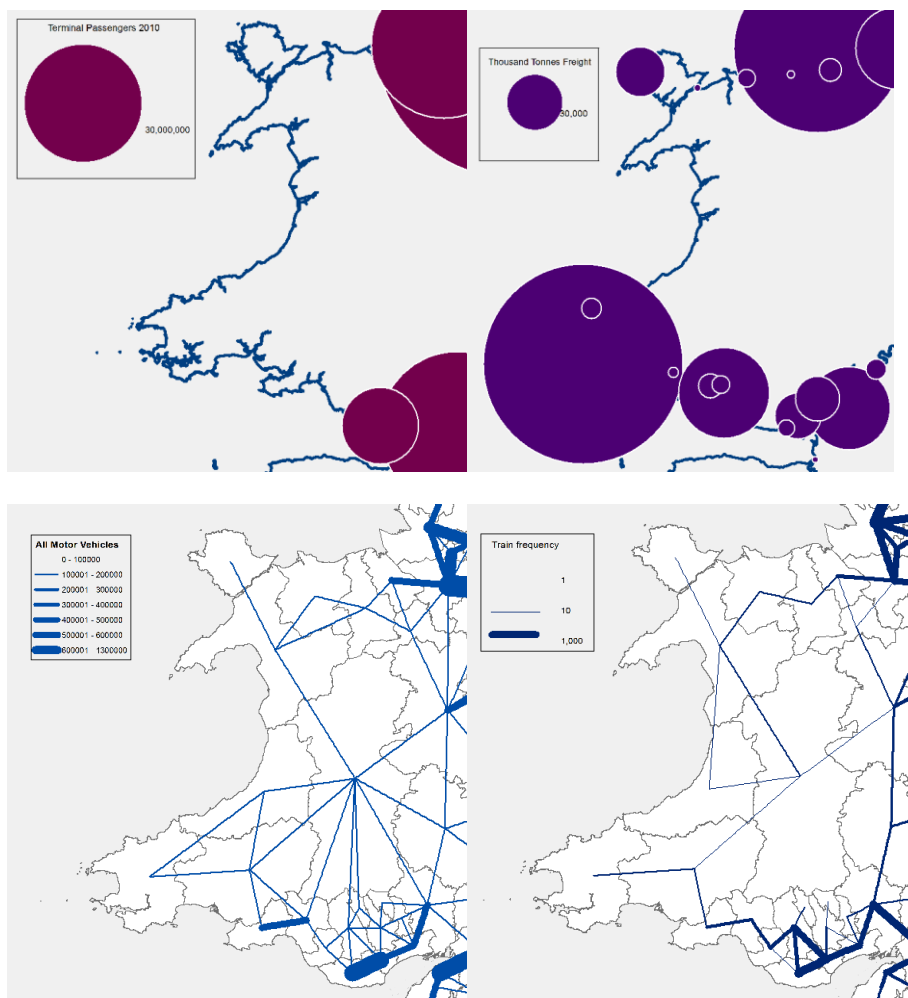 Terminal Passengers 2010
30,000,000
Thousand Tonnes Freight
30,000
All Motor Vehicles
0 - 100000
100001 - 200000
200001 300000
300001 - 400000
400001 - 500000
500001 - 600000
600001 1300000
Train frequency
1
10
1,000